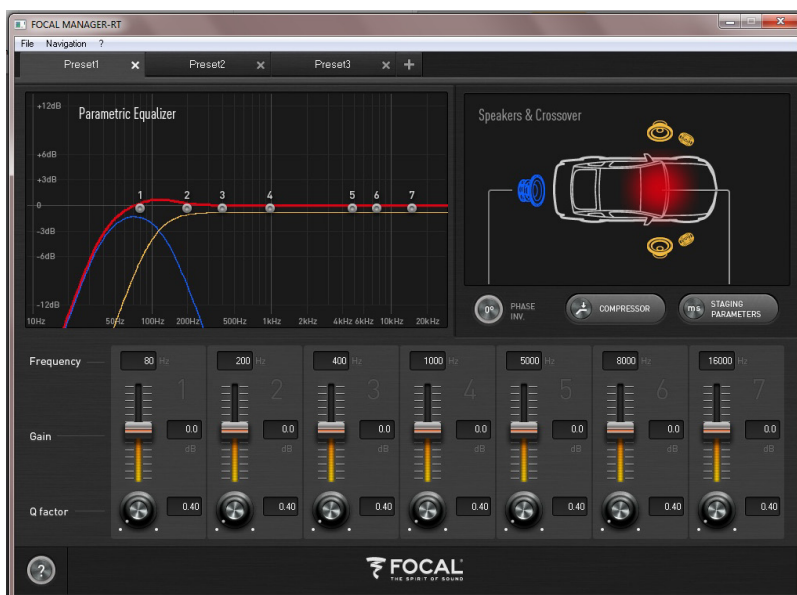 FOCAL MANAGER-RT
File Navigation ?
Preset1 Preset2 Preset3
Parametric Equalizer
+12dB
+6dB
+3dB
0
-3dB
-6dB
-12dB
1 2 3 4 5 6 7
10Hz 50Hz 100Hz 200Hz 500Hz 1kHz 2kHz 4kHz 6kHz 10kHz 20kHz
Speakers & Crossover
0° PHASE INV.
COMPRESSOR
ms STAGING PARAMETERS
Frequency 80 Hz 200 Hz 400 Hz 1000 Hz 5000 Hz 8000 Hz 16000 Hz
1 2 3 4 5 6 7
Gain 0.0 0.0 0.0 0.0 0.0 0.0 0.0
dB dB dB dB dB dB dB
Q factor 0.40 0.40 0.40 0.40 0.40 0.40 0.40
?
FOCAL
THE SPIRIT OF SOUND